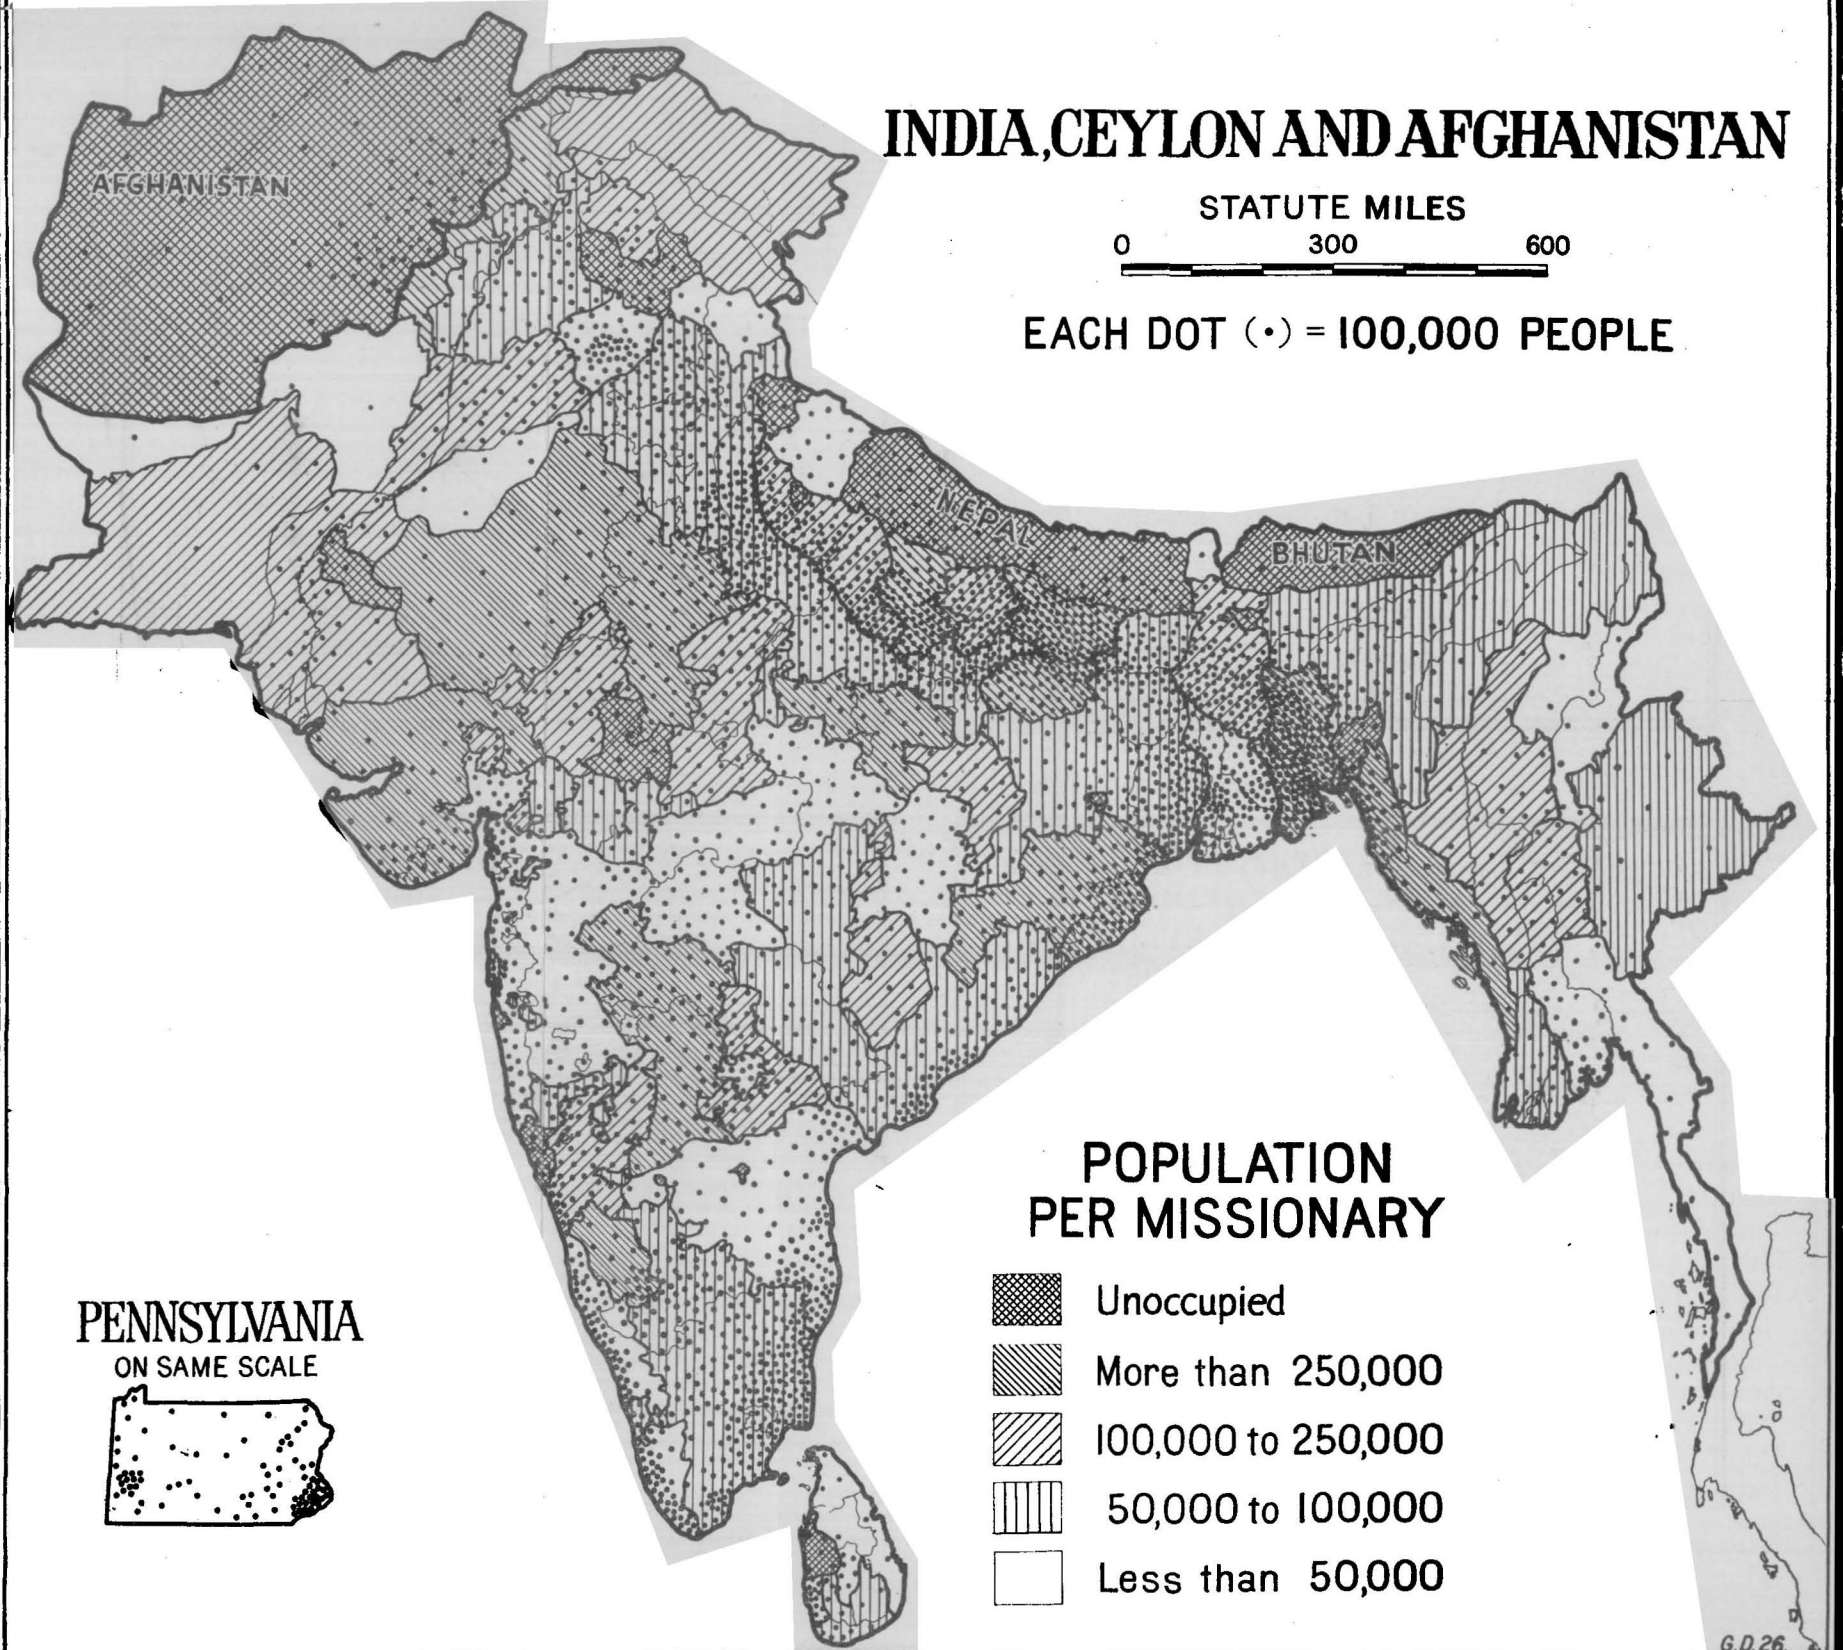 INDIA, CEYLON AND AFGHANISTAN
STATUTE MILES
0 300 600
EACH DOT (•) = 100,000 PEOPLE
AFGHANISTAN
NEPAL
BHUTAN
POPULATION
PER MISSIONARY
Unoccupied
More than 250,000
100,000 to 250,000
50,000 to 100,000
Less than 50,000
PENNSYLVANIA
ON SAME SCALE
G.D.26